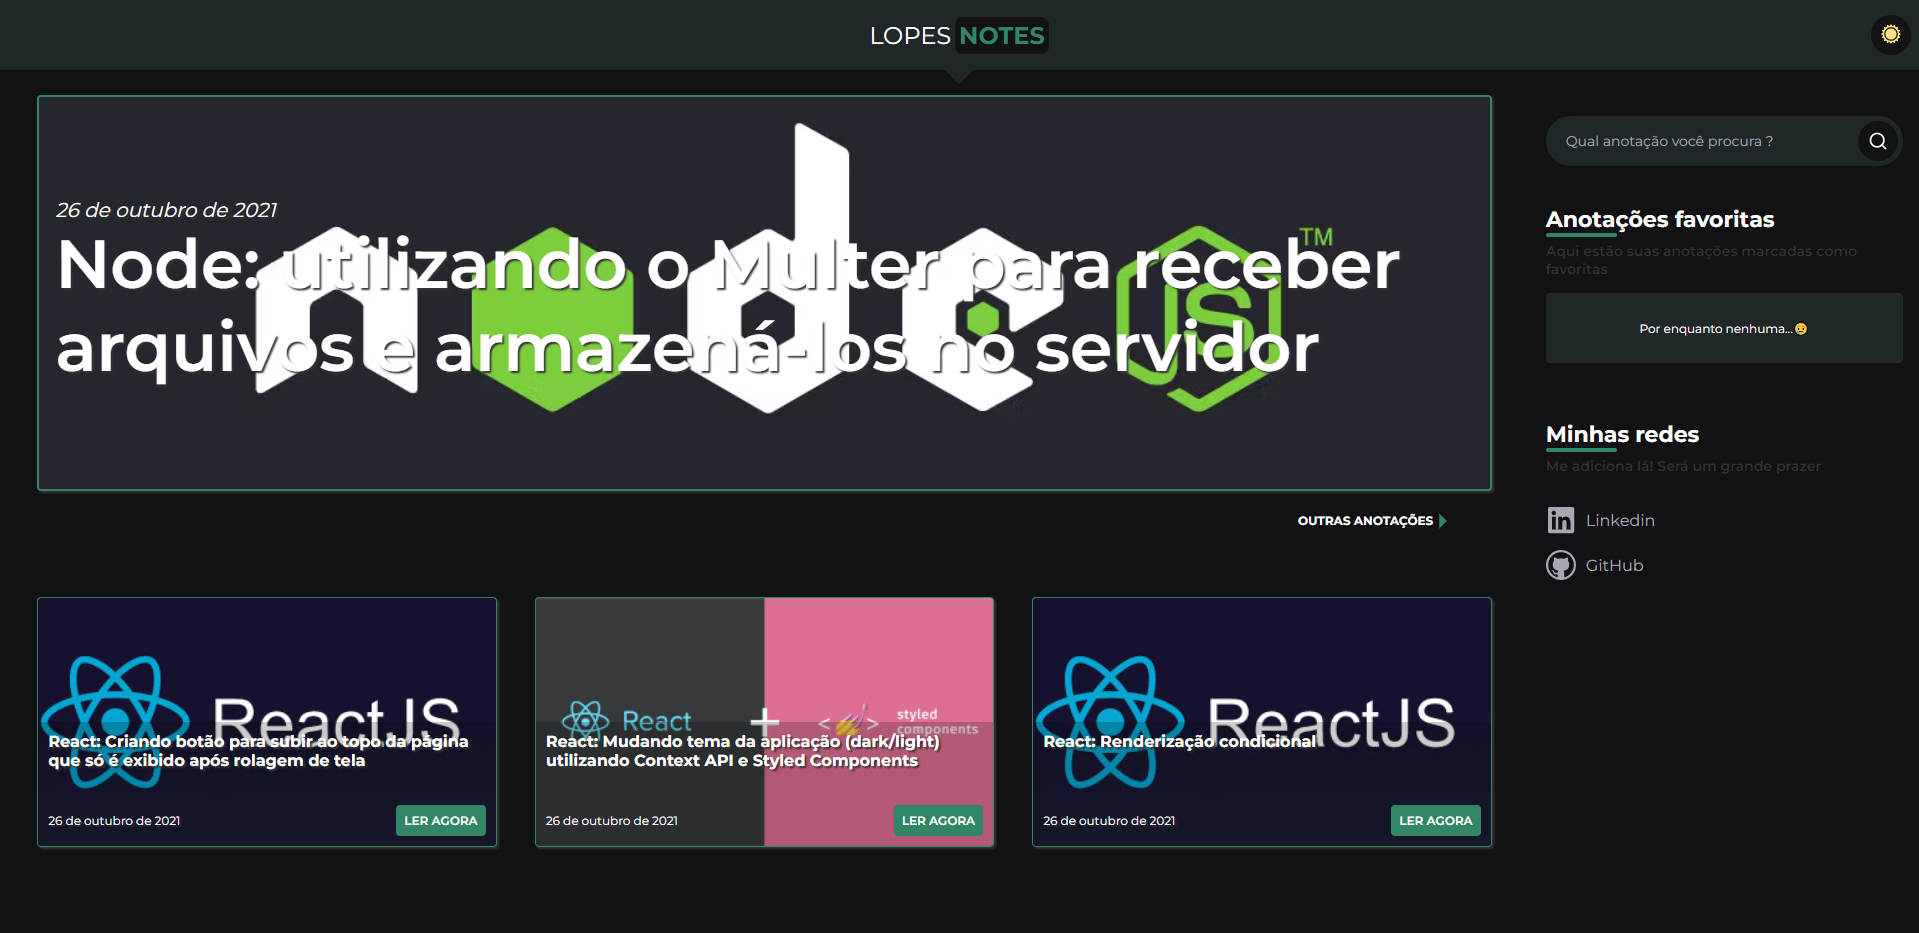 LOPES NOTES
Qual anotação você procura ?
26 de outubro de 2021
node JS TM
Node: utilizando o Multer para receber
arquivos e armazená-los no servidor
OUTRAS ANOTAÇÕES
Anotações favoritas
Aqui estão suas anotações marcadas como
favoritas
Por enquanto nenhuma...😥
Minhas redes
Me adiciona lá! Será um grande prazer
in Linkedin
GitHub
ReactJS
React: Criando botão para subir ao topo da página
que só é exibido após rolagem de tela
26 de outubro de 2021
LER AGORA
React + <> styled
components
React: Mudando tema da aplicação (dark/light)
utilizando Context API e Styled Components
26 de outubro de 2021
LER AGORA
ReactJS
React: Renderização condicional
26 de outubro de 2021
LER AGORA